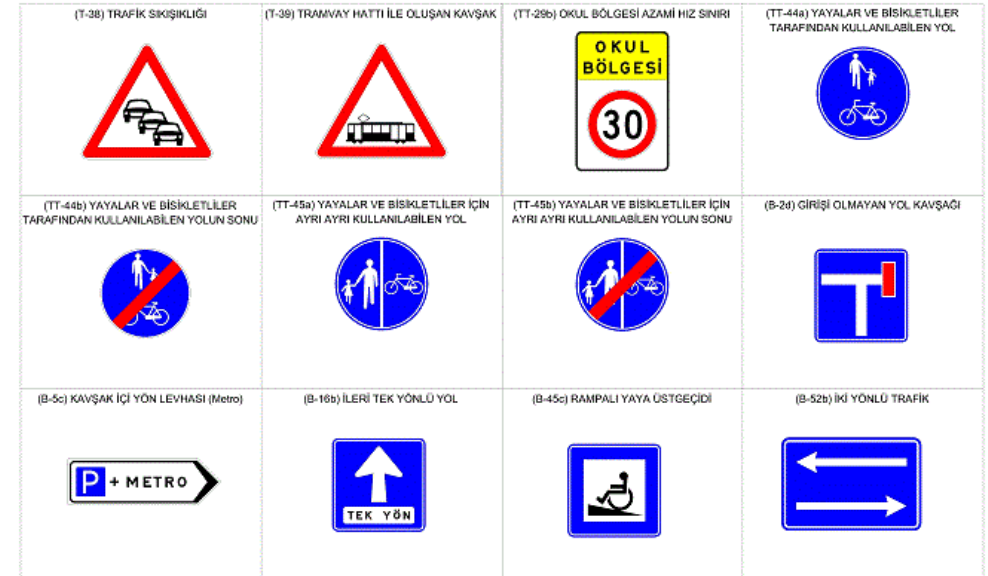 (T-38) TRAFİK SIKIŞIKLIĞI
(T-39) TRAMVAY HATTI İLE OLUŞAN KAVŞAK
(TT-29b) OKUL BÖLGESİ AZAMİ HIZ SINIRI
OKUL
BÖLGESİ
30
(TT-44a) YAYALAR VE BİSİKLETLİLER
TARAFINDAN KULLANILABİLEN YOL
(TT-44b) YAYALAR VE BİSİKLETLİLER
TARAFINDAN KULLANILABİLEN YOLUN SONU
(TT-45a) YAYALAR VE BİSİKLETLİLER İÇİN
AYRI AYRI KULLANILABİLEN YOL
(TT-45b) YAYALAR VE BİSİKLETLİLER İÇİN
AYRI AYRI KULLANILABİLEN YOLUN SONU
(B-2d) GİRİŞİ OLMAYAN YOL KAVŞAĞI
(B-5c) KAVŞAK İÇİ YÖN LEVHASI (Metro)
P + METRO
(B-16b) İLERİ TEK YÖNLÜ YOL
TEK YÖN
(B-45c) RAMPALI YAYA ÜSTGEÇİDİ
(B-52b) İKİ YÖNLÜ TRAFİK